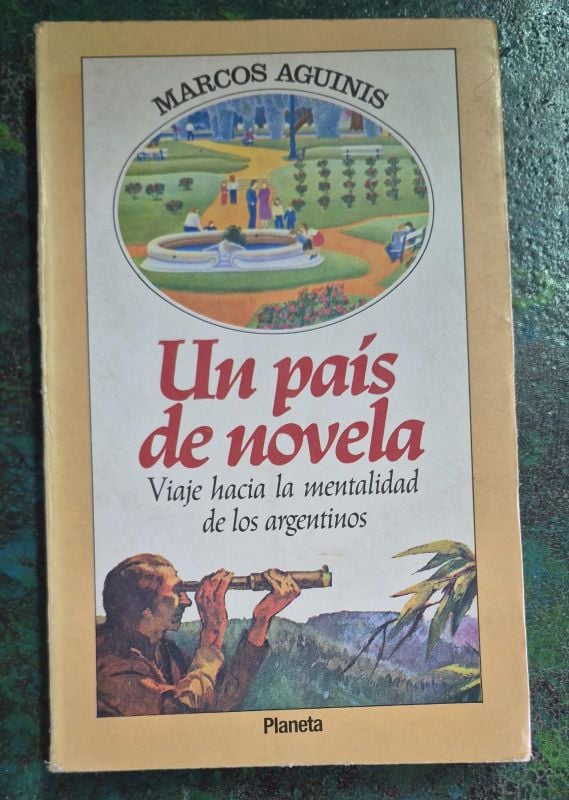 MARCOS AGUINIS
Un país
de novela
Viaje hacia la mentalidad
de los argentinos
Planeta